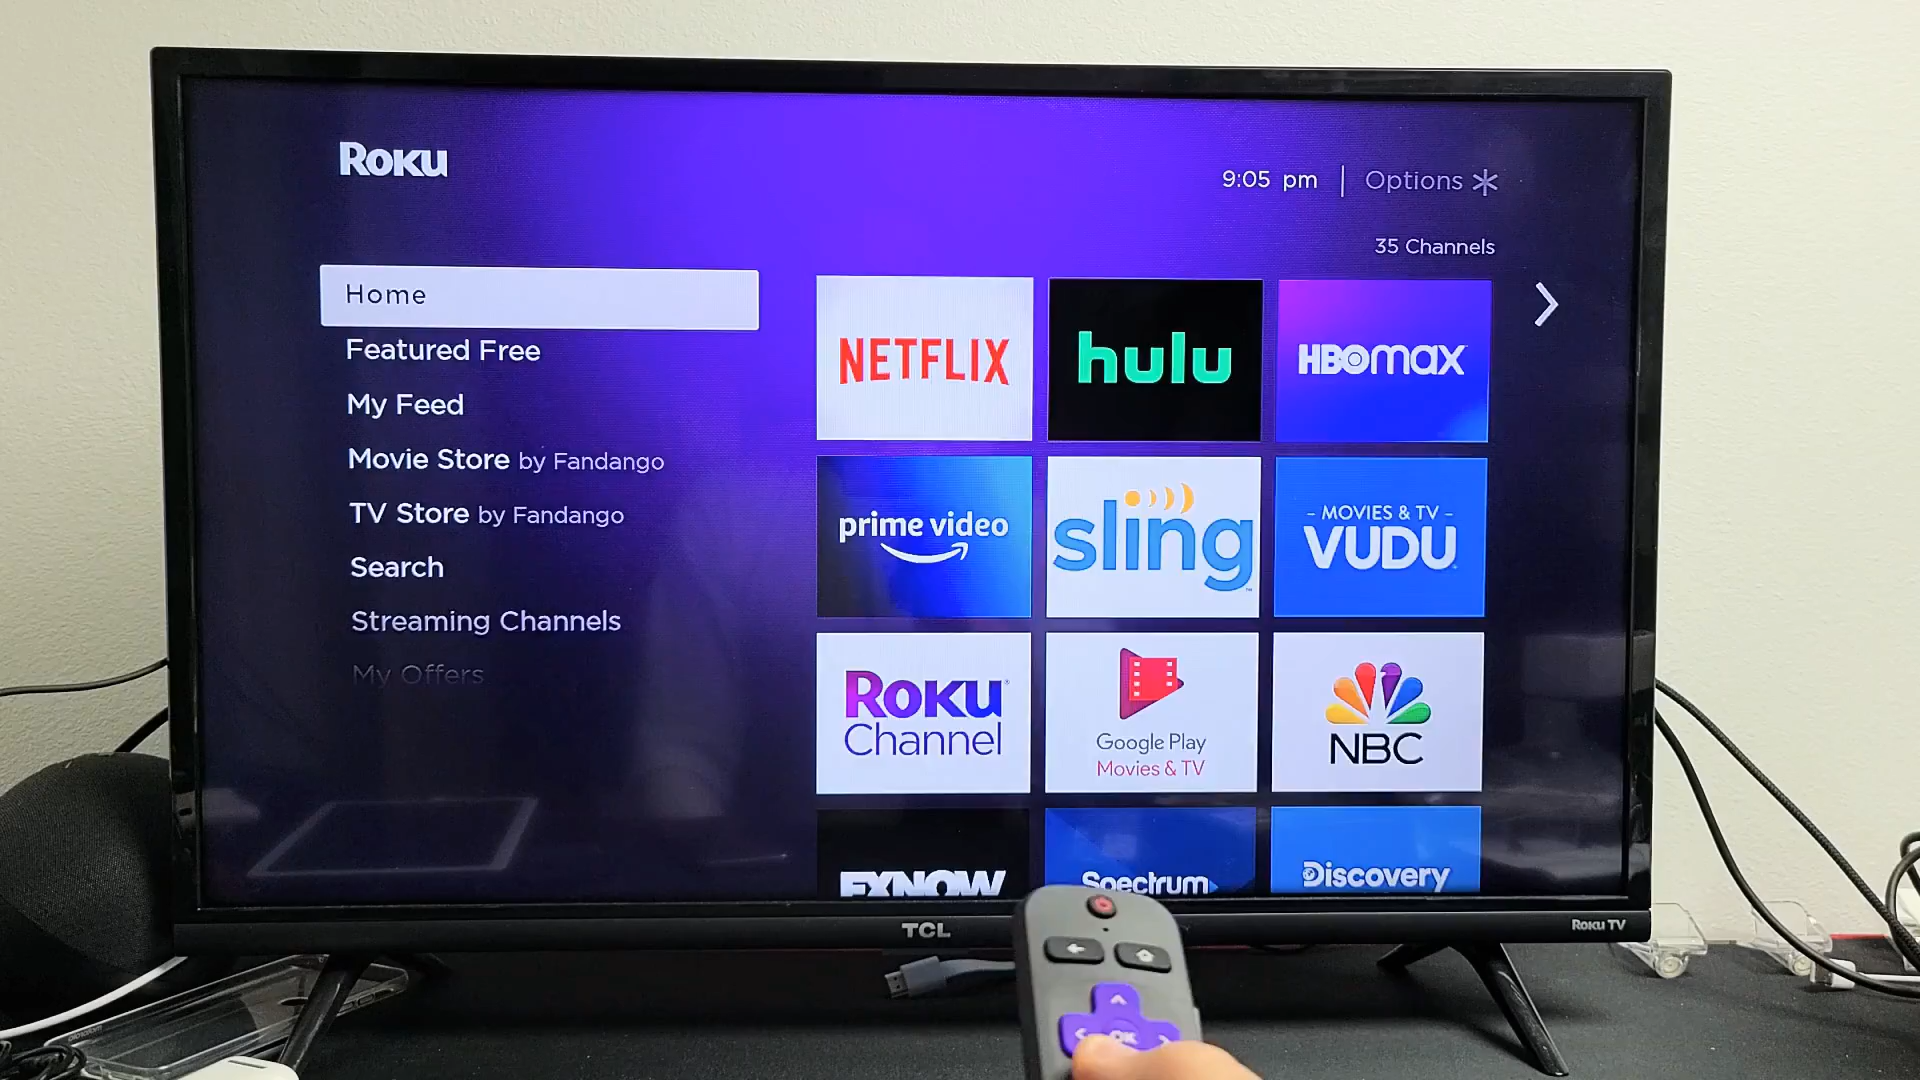 Roku
9:05 pm | Options *
35 Channels
Home
Featured Free
My Feed
Movie Store by Fandango
TV Store by Fandango
Search
Streaming Channels
My Offers
NETFLIX
hulu
HBOMAX
prime video
sling
- MOVIES & TV -
VUDU
Roku
Channel
Google Play
Movies & TV
NBC
FXNOW
Spectrum
Discovery
TCL
Roku TV
OK